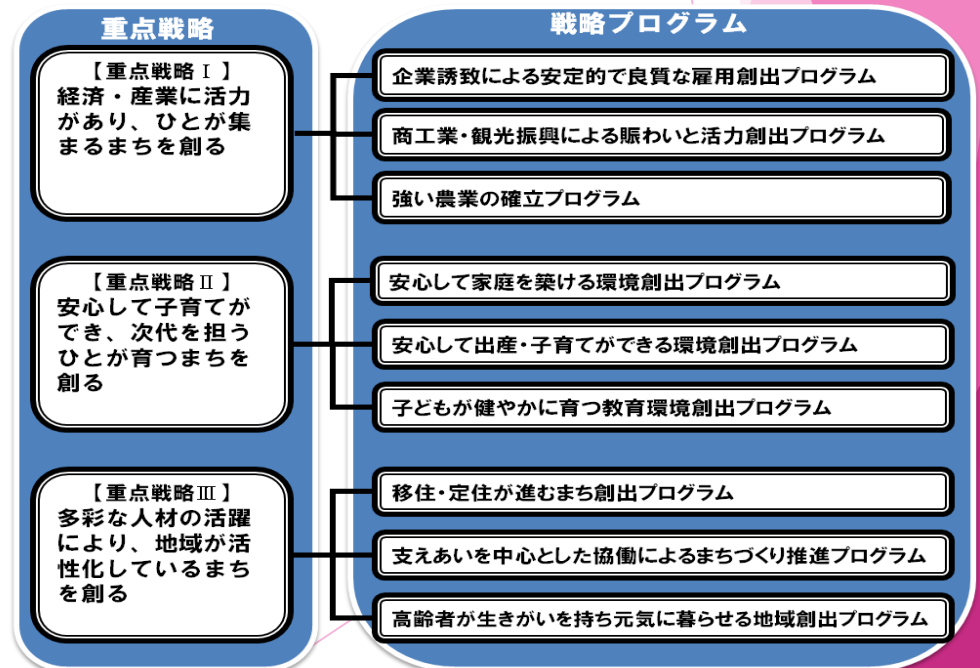 重点戦略
戦略プログラム
【重点戦略Ⅰ】
経済・産業に活力
があり、ひとが集
まるまちを創る
企業誘致による安定的で良質な雇用創出プログラム
商工業・観光振興による賑わいと活力創出プログラム
強い農業の確立プログラム
【重点戦略Ⅱ】
安心して子育てが
でき、次代を担う
ひとが育つまちを
創る
安心して家庭を築ける環境創出プログラム
安心して出産・子育てができる環境創出プログラム
子どもが健やかに育つ教育環境創出プログラム
【重点戦略Ⅲ】
多彩な人材の活躍
により、地域が活
性化しているまち
を創る
移住・定住が進むまち創出プログラム
支えあいを中心とした協働によるまちづくり推進プログラム
高齢者が生きがいを持ち元気に暮らせる地域創出プログラム